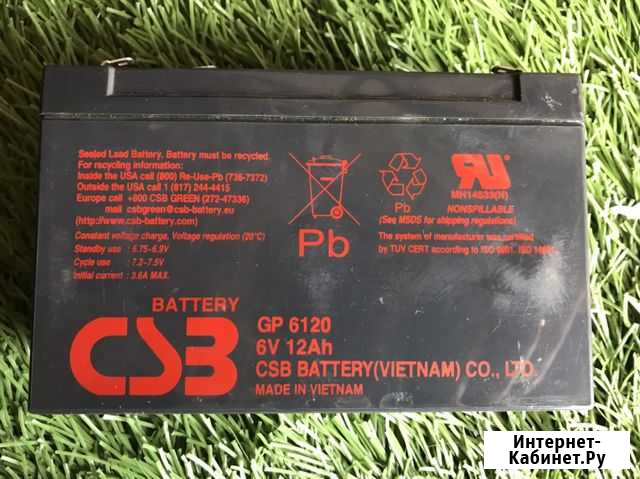 Sealed Lead Battery. Battery must be recycled.
For recycling information:
Inside the USA call (800) Re-Use-Pb (736-7372)
Outside the USA call 1 (817) 244-4415
Europe call +800 CSB GREEN (272-47336)
mail csbgreen@csb-battery.eu
(http://www.csb-battery.com)
Constant voltage charge, Voltage regulation (20°C)
Standby use : 6.75-6.9V
Cycle use : 7.2-7.5V
Initial current : 3.6A MAX.
Pb
Pb
MH14533(N)
NONSPILLABLE
(See MSDS for shipping regulations)
The system of manufacturer was certified
by TUV CERT according to ISO 9001, ISO
BATTERY
CSB
GP 6120
6V 12Ah
CSB BATTERY(VIETNAM) CO., LTD.
MADE IN VIETNAM
Интернет-
Кабинет.Ру